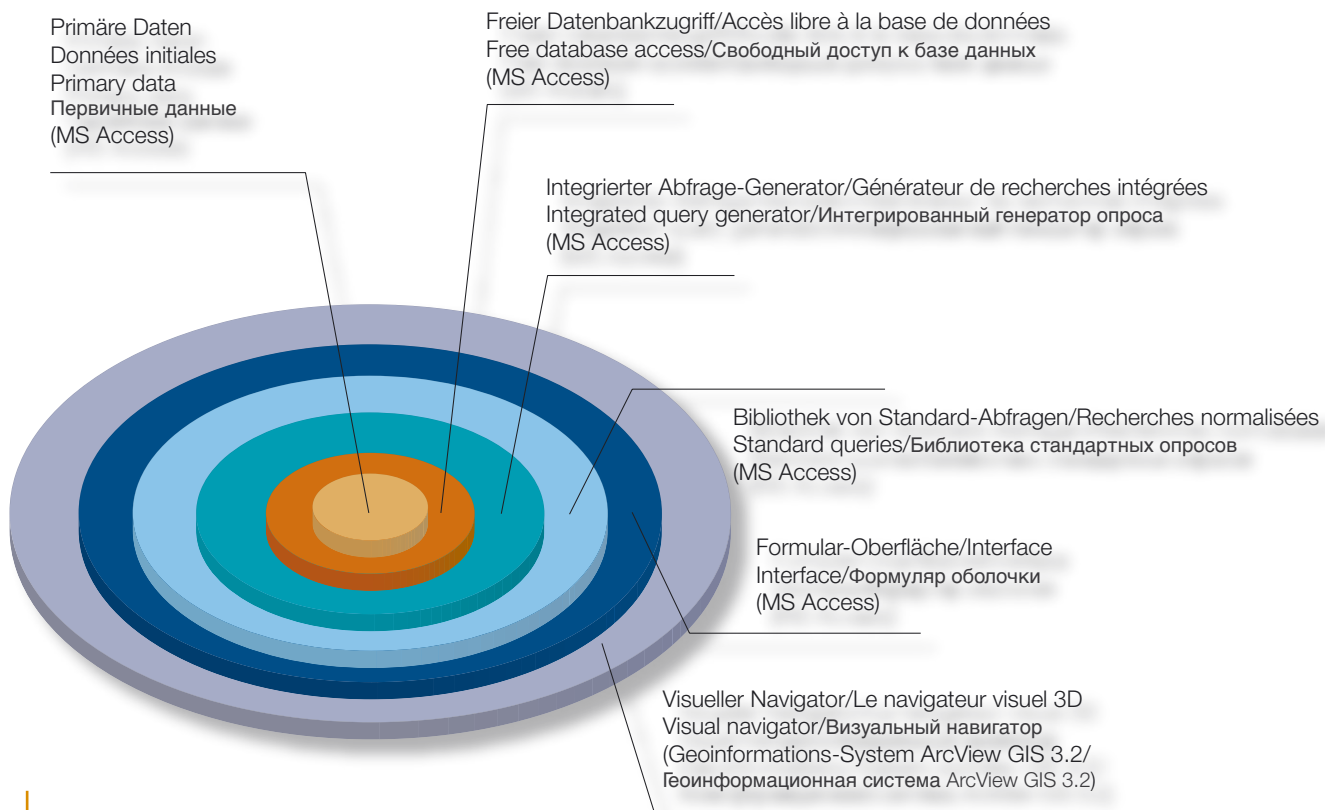 Primäre Daten
Données initiales
Primary data
Первичные данные
(MS Access)
Freier Datenbankzugriff/Accès libre à la base de données
Free database access/Свободный доступ к базе данных
(MS Access)
Integrierter Abfrage-Generator/Générateur de recherches intégrées
Integrated query generator/Интегрированный генератор опроса
(MS Access)
Bibliothek von Standard-Abfragen/Recherches normalisées
Standard queries/Библиотека стандартных опросов
(MS Access)
Formular-Oberfläche/Interface
Interface/Формуляр оболочки
(MS Access)
Visueller Navigator/Le navigateur visuel 3D
Visual navigator/Визуальный навигатор
(Geoinformations-System ArcView GIS 3.2/
Геоинформационная система ArcView GIS 3.2)